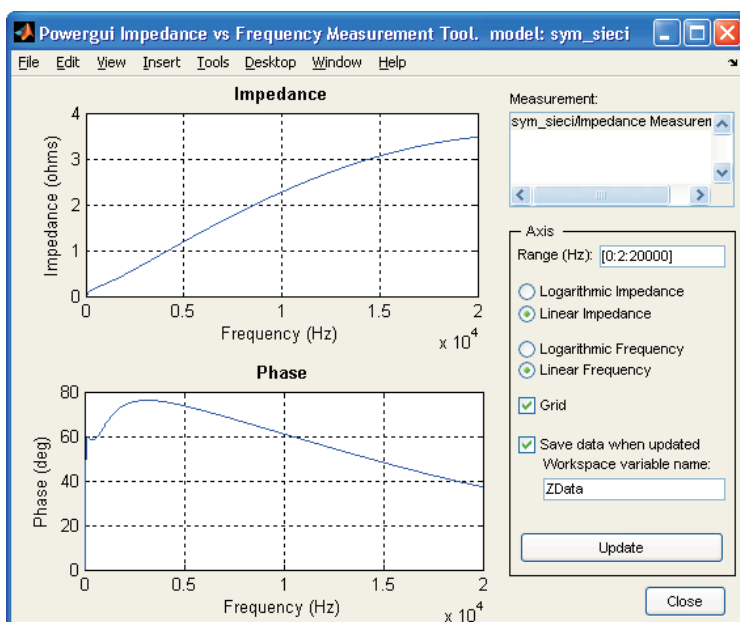 Powergui Impedance vs Frequency Measurement Tool. model: sym_sieci
File Edit View Insert Tools Desktop Window Help
Impedance
4
3
2
1
0
Impedance (ohms)
0 0.5 1 1.5 2
Frequency (Hz)
x 10^4
Phase
80
60
40
20
0
Phase (deg)
0 0.5 1 1.5 2
Frequency (Hz)
x 10^4
Measurement:
sym_sieci/Impedance Measuren
Axis
Range (Hz): [0:2:20000]
Logarithmic Impedance
Linear Impedance
Logarithmic Frequency
Linear Frequency
Grid
Save data when updated
Workspace variable name:
ZData
Update
Close